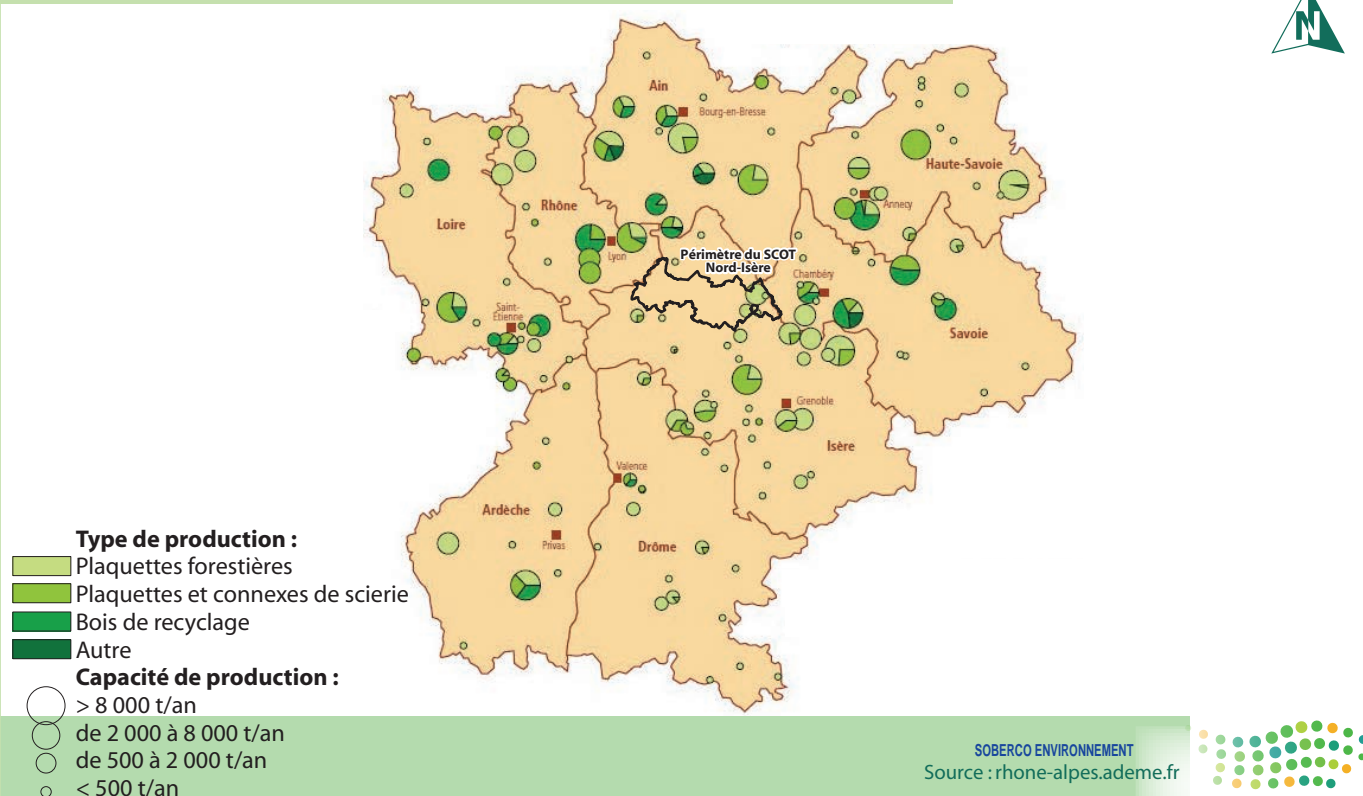 N
Ain
Bourg-en-Bresse
Haute-Savoie
Annecy
Loire
Rhône
Lyon
Périmètre du SCOT
Nord-Isère
Chambéry
Saint-
Etienne
Savoie
Grenoble
Isère
Valence
Ardèche
Privas
Drôme
Type de production :
Plaquettes forestières
Plaquettes et connexes de scierie
Bois de recyclage
Autre
Capacité de production :
> 8 000 t/an
de 2 000 à 8 000 t/an
de 500 à 2 000 t/an
< 500 t/an
SOBERCO ENVIRONNEMENT
Source : rhone-alpes.ademe.fr